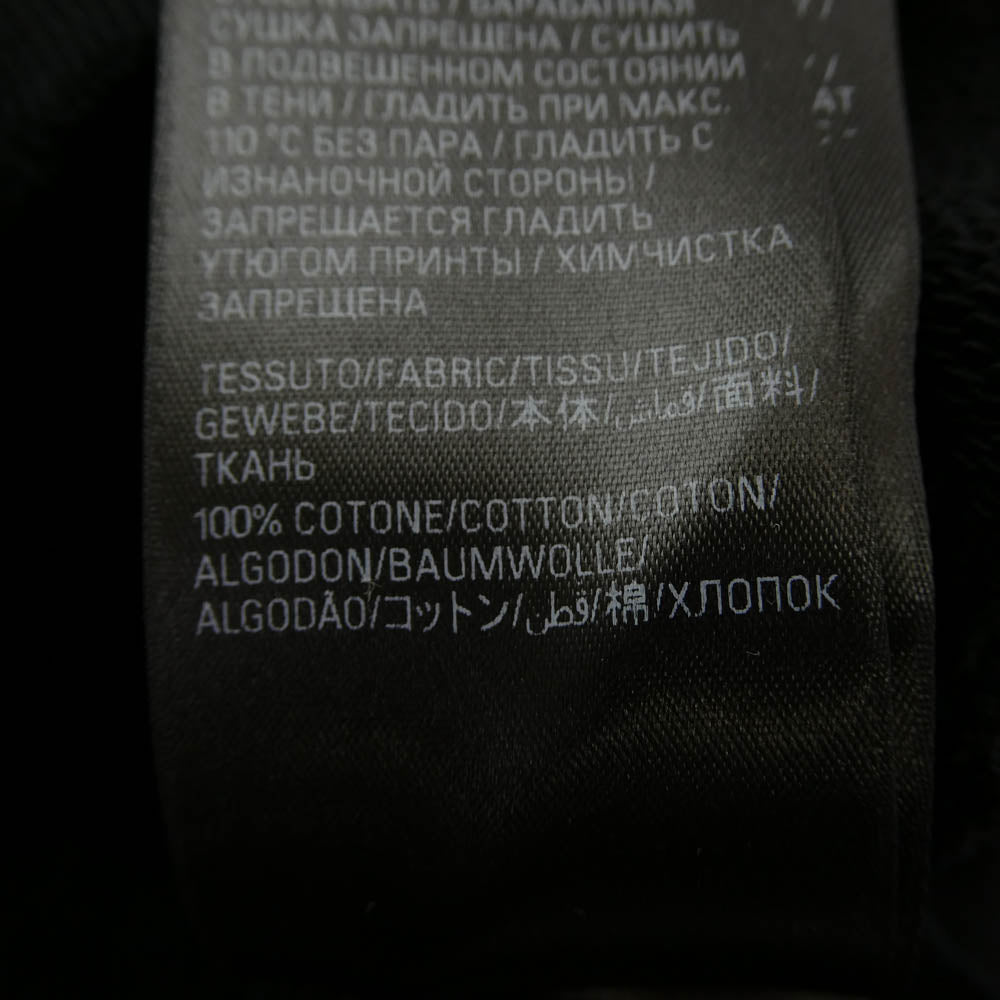 БАРАБАННАЯ
СУШКА ЗАПРЕЩЕНА / СУШИТЬ
В ПОДВЕШЕННОМ СОСТОЯНИИ
В ТЕНИ / ГЛАДИТЬ ПРИ МАКС.
110 °C БЕЗ ПАРА / ГЛАДИТЬ С
ИЗНАНОЧНОЙ СТОРОНЫ /
ЗАПРЕЩАЕТСЯ ГЛАДИТЬ
УТЮГОМ ПРИНТЫ / ХИМЧИСТКА
ЗАПРЕЩЕНА
TESSUTO/FABRIC/TISSU/TEJIDO/
GEWEBE/TECIDO/本体/قماش/面料/
ТКАНЬ
100% COTONE/COTTON/COTON/
ALGODON/BAUMWOLLE/
ALGODÃO/コットン/قطن/棉/ХЛОПОК